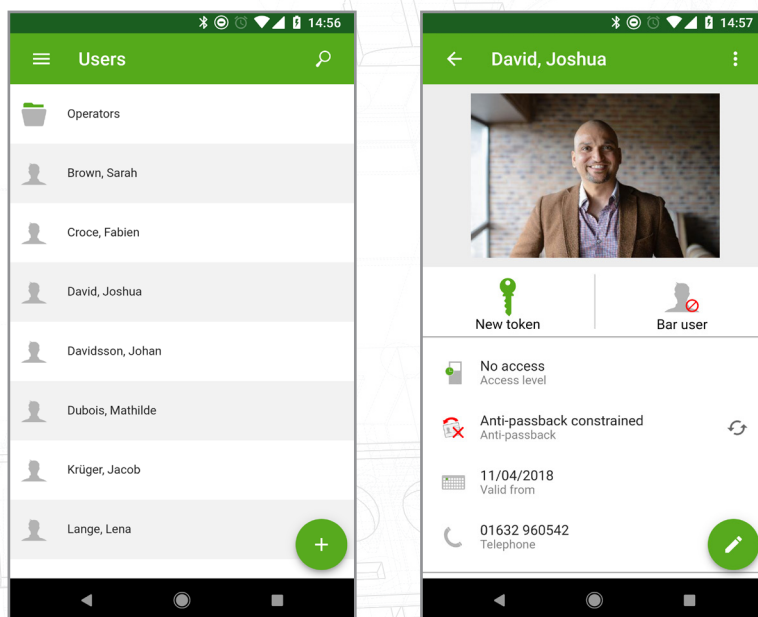 14:56
Users
Operators
Brown, Sarah
Croce, Fabien
David, Joshua
Davidsson, Johan
Dubois, Mathilde
Krüger, Jacob
Lange, Lena
14:57
David, Joshua
New token
Bar user
No access
Access level
Anti-passback constrained
Anti-passback
11/04/2018
Valid from
01632 960542
Telephone